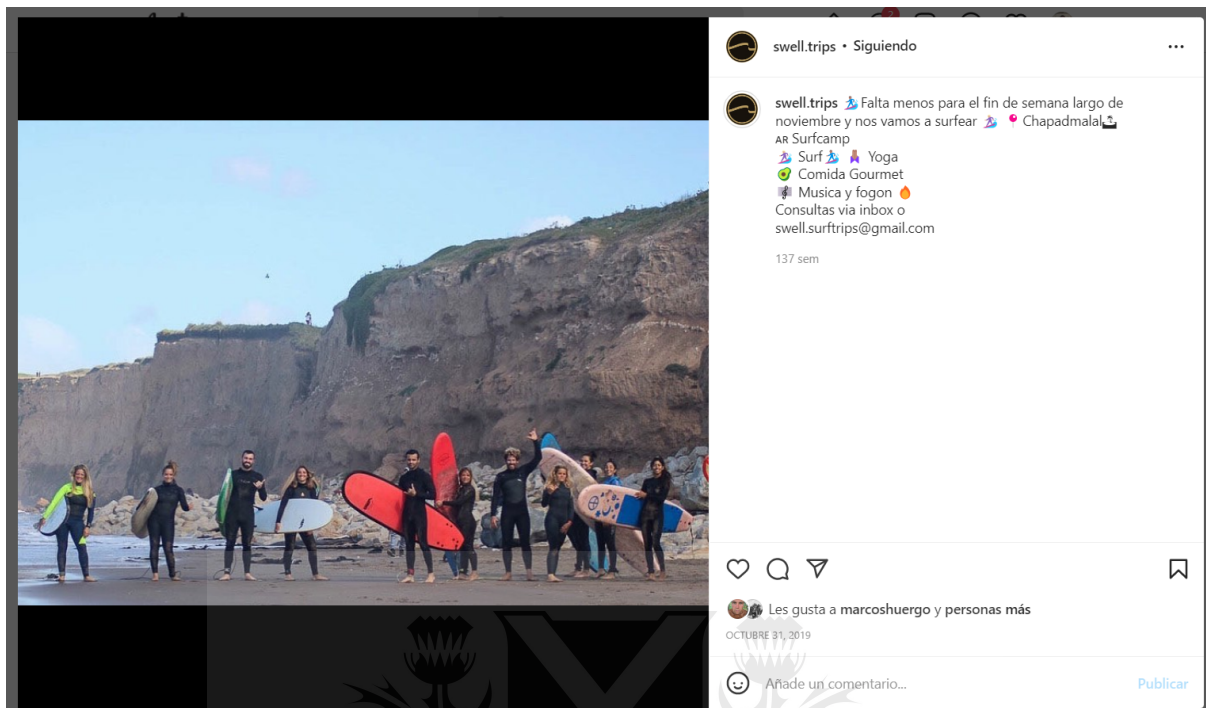 2
swell.trips • Siguiendo
swell.trips 🏄‍♂️Falta menos para el fin de semana largo de
noviembre y nos vamos a surfear 🏄‍♀️ 📍Chapadmalal🏝
AR Surfcamp
🏄‍♀️ Surf🏄‍♂️ 🧘🏽‍♀️ Yoga
🥑 Comida Gourmet
🎼 Musica y fogon 🔥
Consultas via inbox o
swell.surftrips@gmail.com
137 sem
Les gusta a marcoshuergo y personas más
OCTUBRE 31, 2019
Añade un comentario...
Publicar